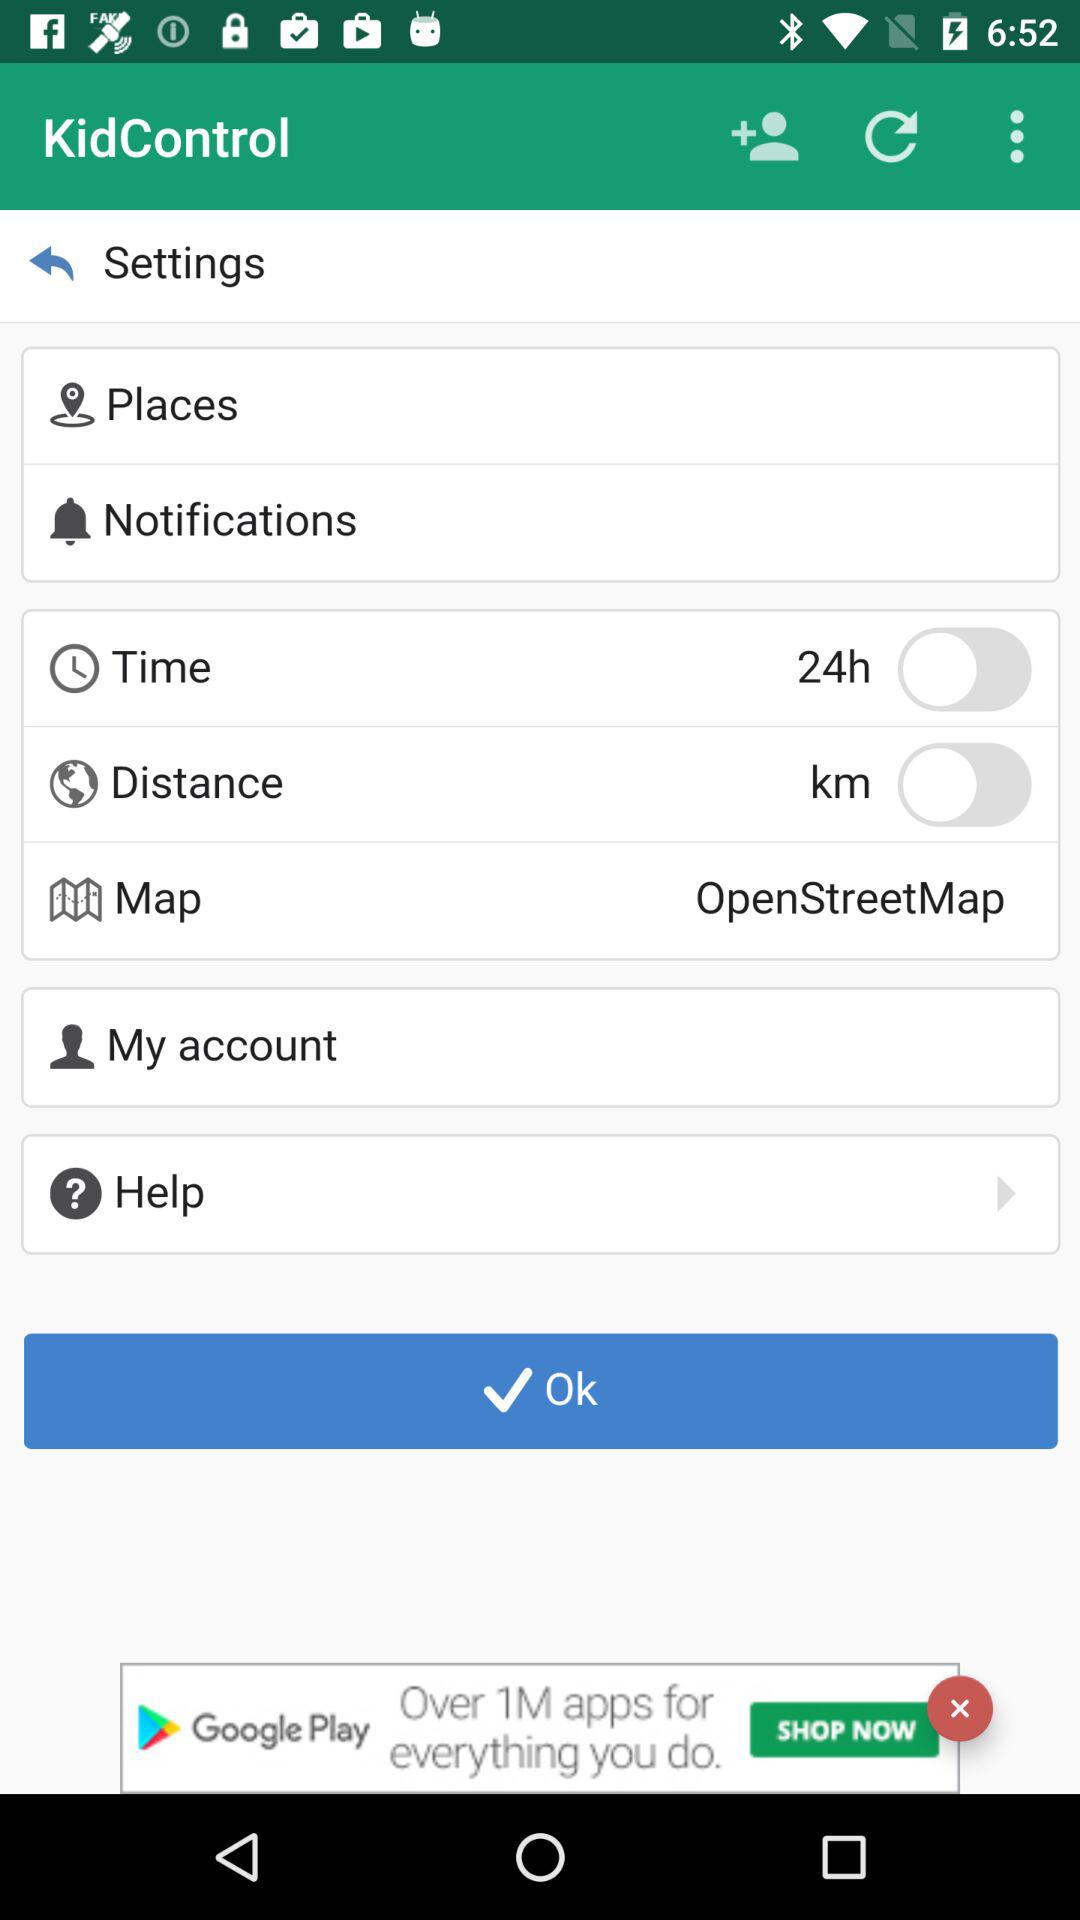 FAK
6:52
KidControl
Settings
Places
Notifications
Time 24h
Distance km
Map OpenStreetMap
My account
Help
Ok
Google Play
Over 1M apps for
everything you do.
SHOP NOW